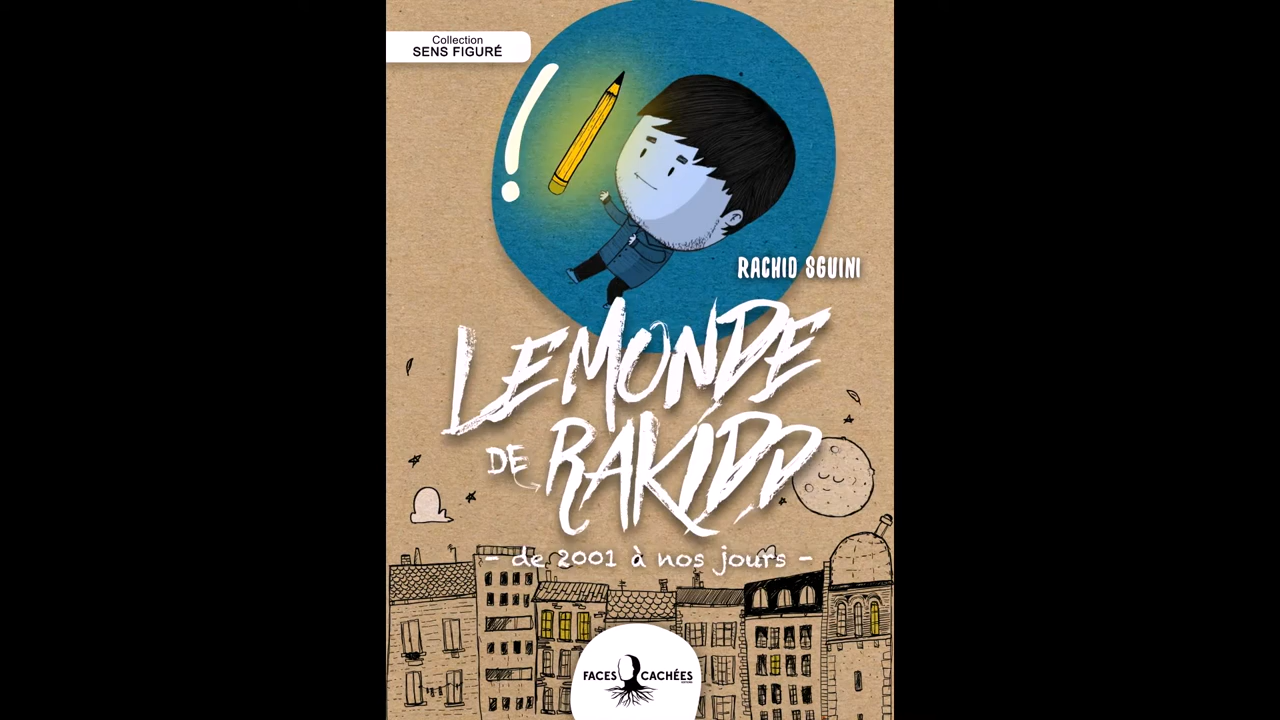 Collection
SENS FIGURÉ
!
RACHID SGUINI
LE MONDE
DE RAKIDD
- de 2001 à nos jours -
FACES CACHÉES